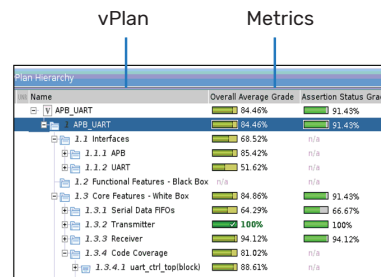 vPlan Metrics
Plan Hierarchy
Name Overall Average Grade Assertion Status Grad
V APB_UART 84.46% 91.43%
1 APB_UART 84.46% 91.43%
1.1 Interfaces 68.52% n/a
1.1.1 APB 85.42% n/a
1.1.2 UART 51.62% n/a
1.2 Functional Features - Black Box n/a n/a
1.3 Core Features - White Box 84.86% 91.43%
1.3.1 Serial Data FIFOs 64.29% 66.67%
1.3.2 Transmitter 100% 100%
1.3.3 Receiver 94.12% 94.12%
1.3.4 Code Coverage 81.02% n/a
1.3.4.1 uart_ctrl_top(block) 88.61% n/a